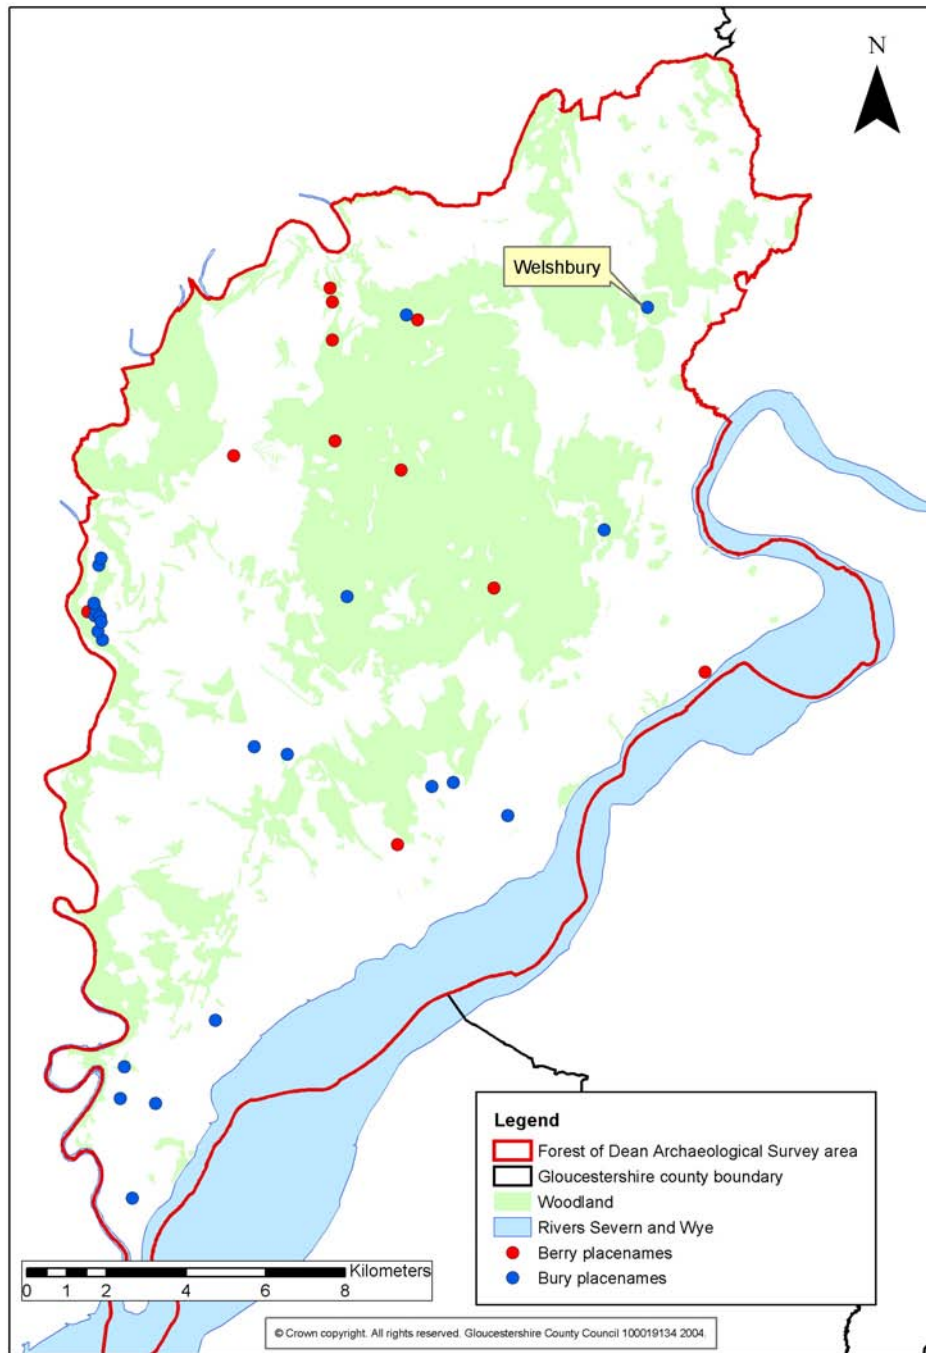 N
Welshbury
Legend
Forest of Dean Archaeological Survey area
Gloucestershire county boundary
Woodland
Rivers Severn and Wye
Berry placenames
Bury placenames
Kilometers
0 1 2 4 6 8
© Crown copyright. All rights reserved. Gloucestershire County Council 100019134 2004.